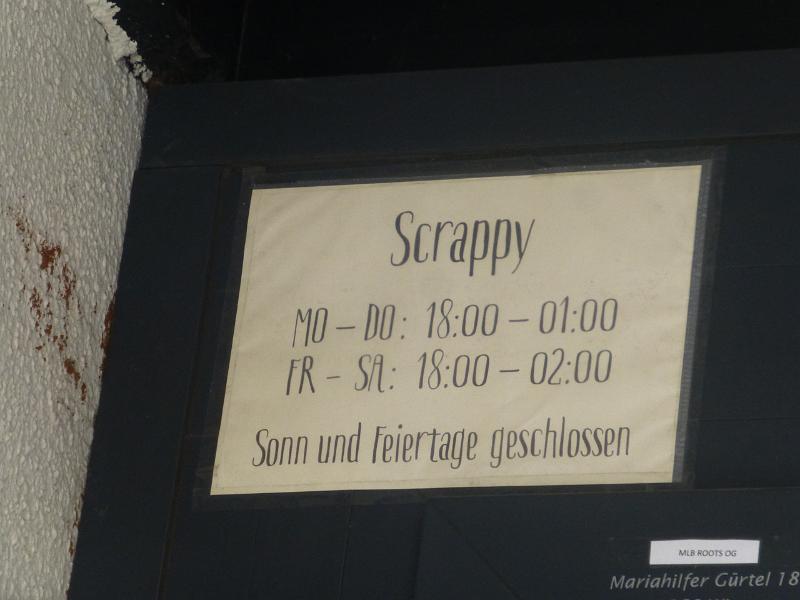 Scrappy
MO – DO: 18:00 – 01:00
FR – SA: 18:00 – 02:00
Sonn und Feiertage geschlossen
MLB ROOTS OG
Mariahilfer Gürtel 18